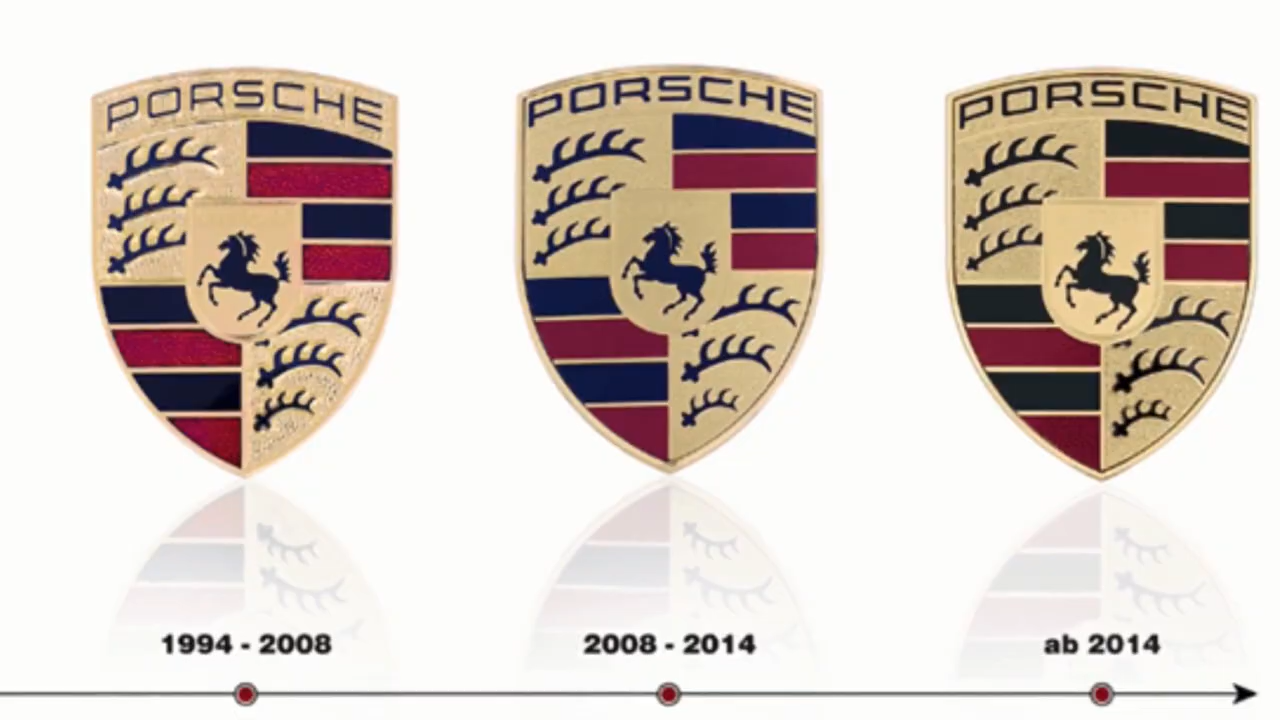 PORSCHE
PORSCHE
PORSCHE
1994 - 2008
2008 - 2014
ab 2014